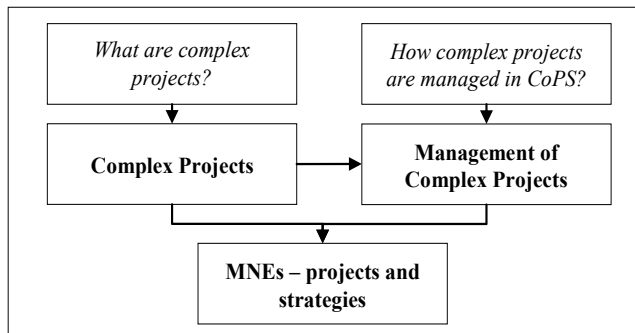 What are complex
projects?
How complex projects
are managed in CoPS?
Complex Projects
Management of
Complex Projects
MNEs – projects and
strategies